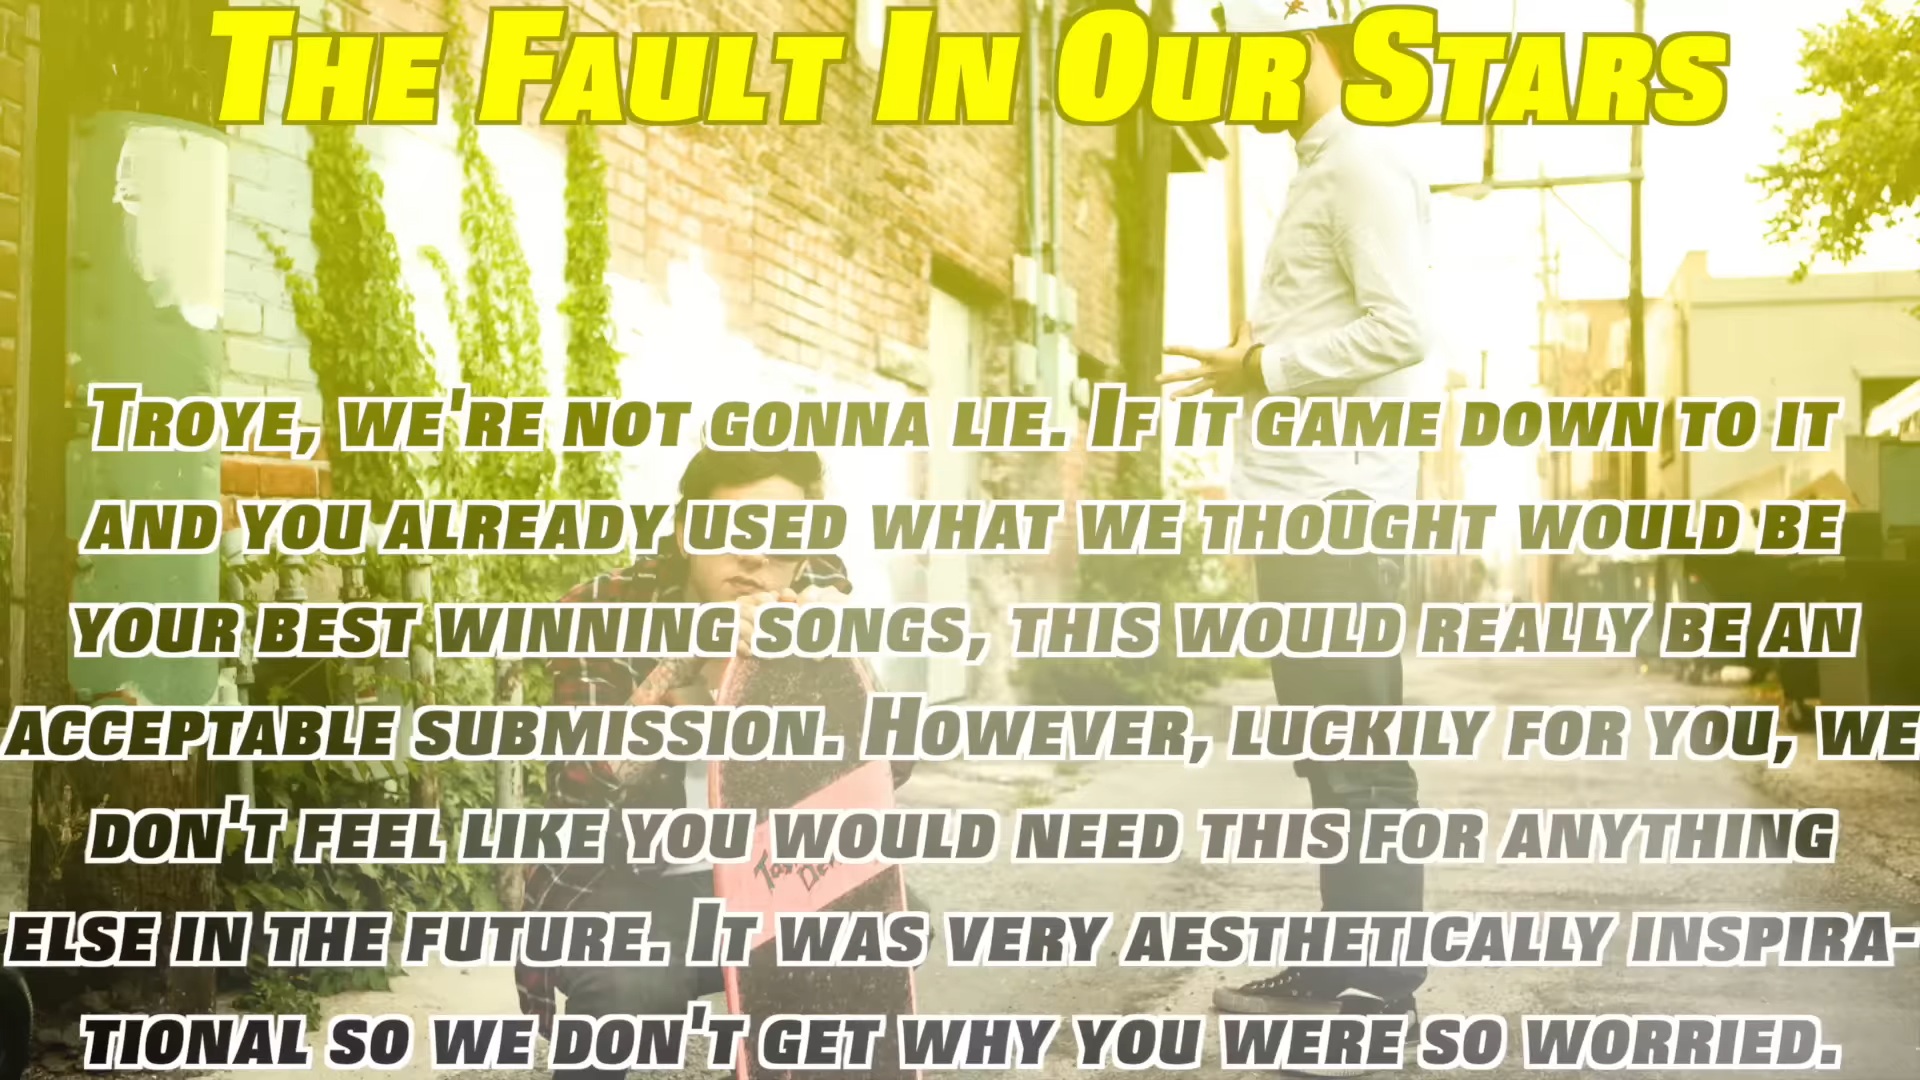 The Fault In Our Stars
Troye, we're not gonna lie. If it game down to it
and you already used what we thought would be
your best winning songs, this would really be an
acceptable submission. However, luckily for you, we
don't feel like you would need this for anything
else in the future. It was very aesthetically inspira-
tional so we don't get why you were so worried.